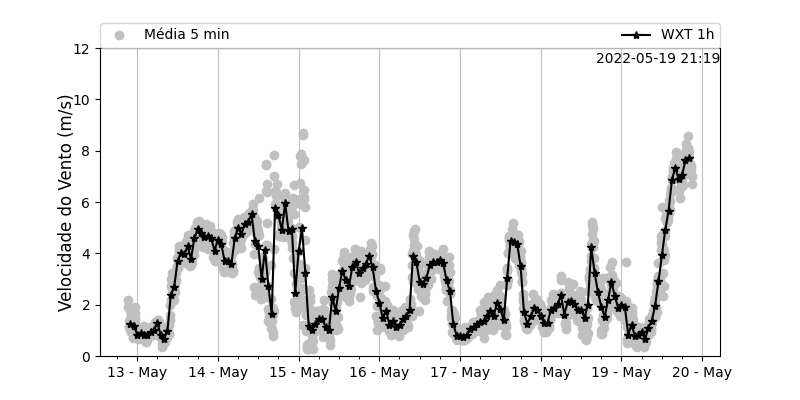 Média 5 min WXT 1h
2022-05-19 21:19
Velocidade do Vento (m/s)
12
10
8
6
4
2
0
13 - May 14 - May 15 - May 16 - May 17 - May 18 - May 19 - May 20 - May